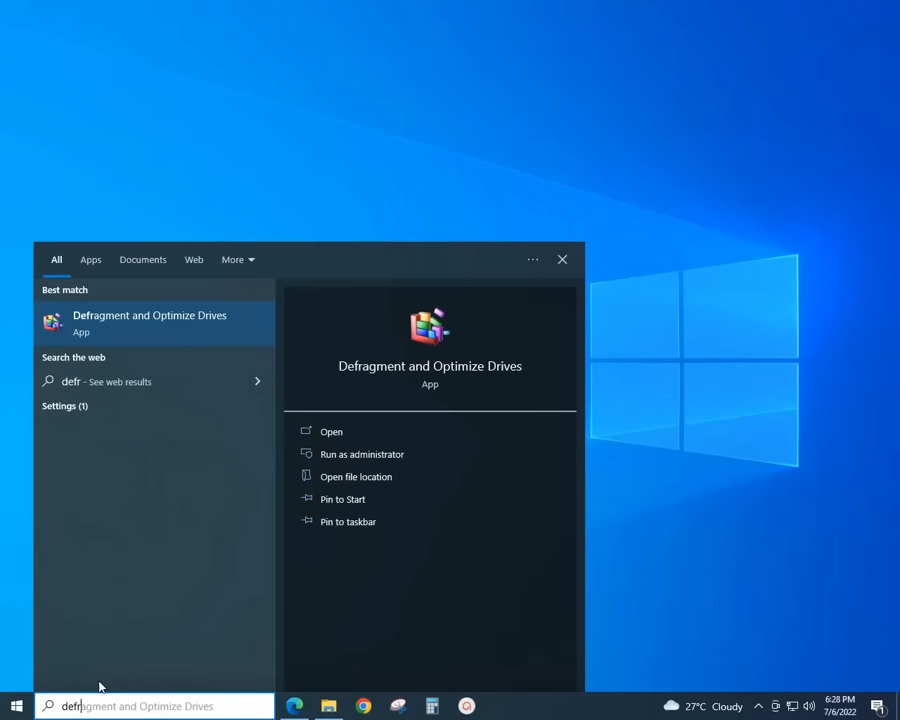 All Apps Documents Web More
Best match
Defragment and Optimize Drives
App
Search the web
defr - See web results
Settings (1)
Defragment and Optimize Drives
App
Open
Run as administrator
Open file location
Pin to Start
Pin to taskbar
defragment and Optimize Drives
27°C Cloudy
6:28 PM
7/6/2022
1